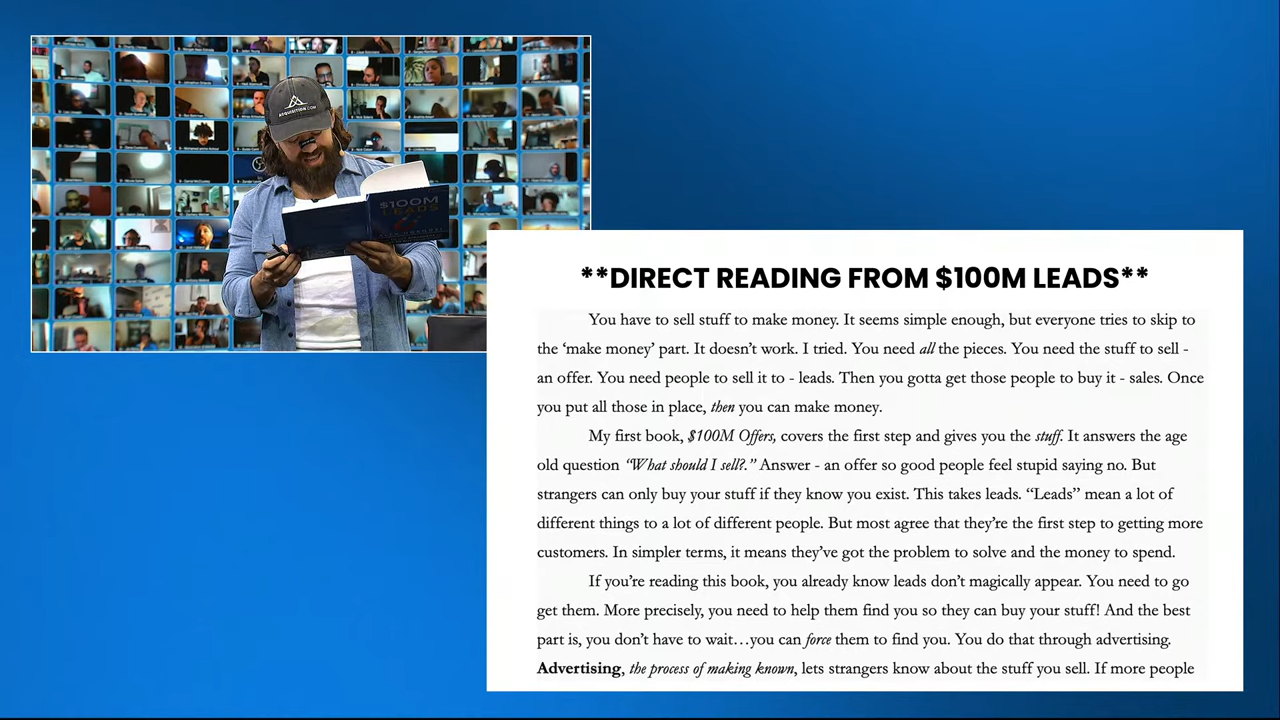 ACQUISITION.COM
$100M
LEADS
**DIRECT READING FROM $100M LEADS**
You have to sell stuff to make money. It seems simple enough, but everyone tries to skip to
the ‘make money’ part. It doesn’t work. I tried. You need all the pieces. You need the stuff to sell -
an offer. You need people to sell it to - leads. Then you gotta get those people to buy it - sales. Once
you put all those in place, then you can make money.
My first book, $100M Offers, covers the first step and gives you the stuff. It answers the age
old question “What should I sell?.” Answer - an offer so good people feel stupid saying no. But
strangers can only buy your stuff if they know you exist. This takes leads. “Leads” mean a lot of
different things to a lot of different people. But most agree that they’re the first step to getting more
customers. In simpler terms, it means they’ve got the problem to solve and the money to spend.
If you’re reading this book, you already know leads don’t magically appear. You need to go
get them. More precisely, you need to help them find you so they can buy your stuff! And the best
part is, you don’t have to wait…you can force them to find you. You do that through advertising.
Advertising, the process of making known, lets strangers know about the stuff you sell. If more people